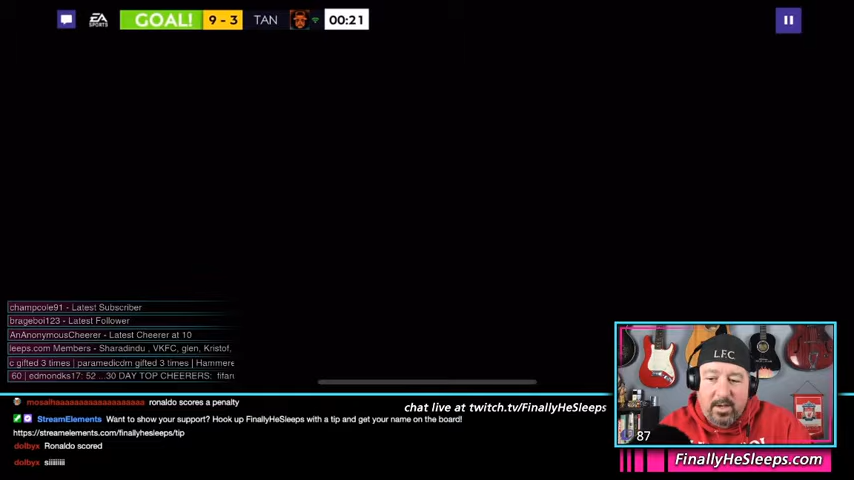 EA SPORTS GOAL! 9 - 3 TAN 00:21
champcole91 - Latest Subscriber
brageboi123 - Latest Follower
AnAnonymousCheerer - Latest Cheerer at 10
leeps.com Members - Sharadindu , VKFC, glen, Kristof,
c gifted 3 times | paramedicdm gifted 3 times | Hammere
60 | edmondks17: 52 ...30 DAY TOP CHEERERS: fifan
ronaldo scores a penalty
StreamElements Want to show your support? Hook up FinallyHeSleeps with a tip and get your name on the board!
https://streamelements.com/finallyhesleeps/tip
dolbyx Ronaldo scored
dolbyx siiiiiii
chat live at twitch.tv/FinallyHeSleeps
L.F.C.
87
FinallyHeSleeps.com